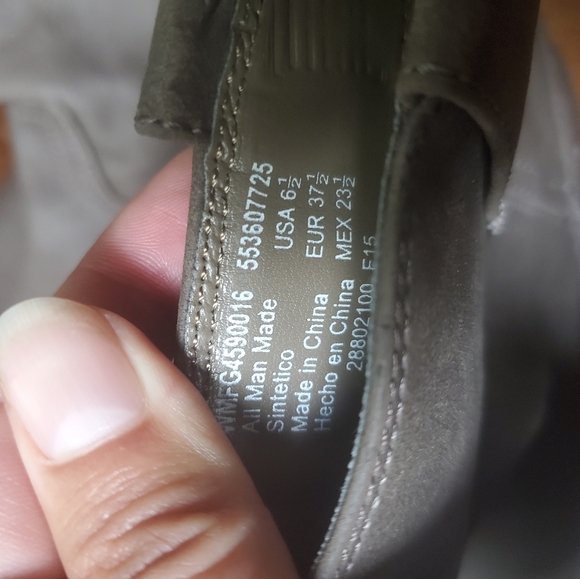 WMFG4590016 553607725
All Man Made USA 6½
Sintetico EUR 37½
Made in China MEX 23½
Hecho en China
28802100 F15